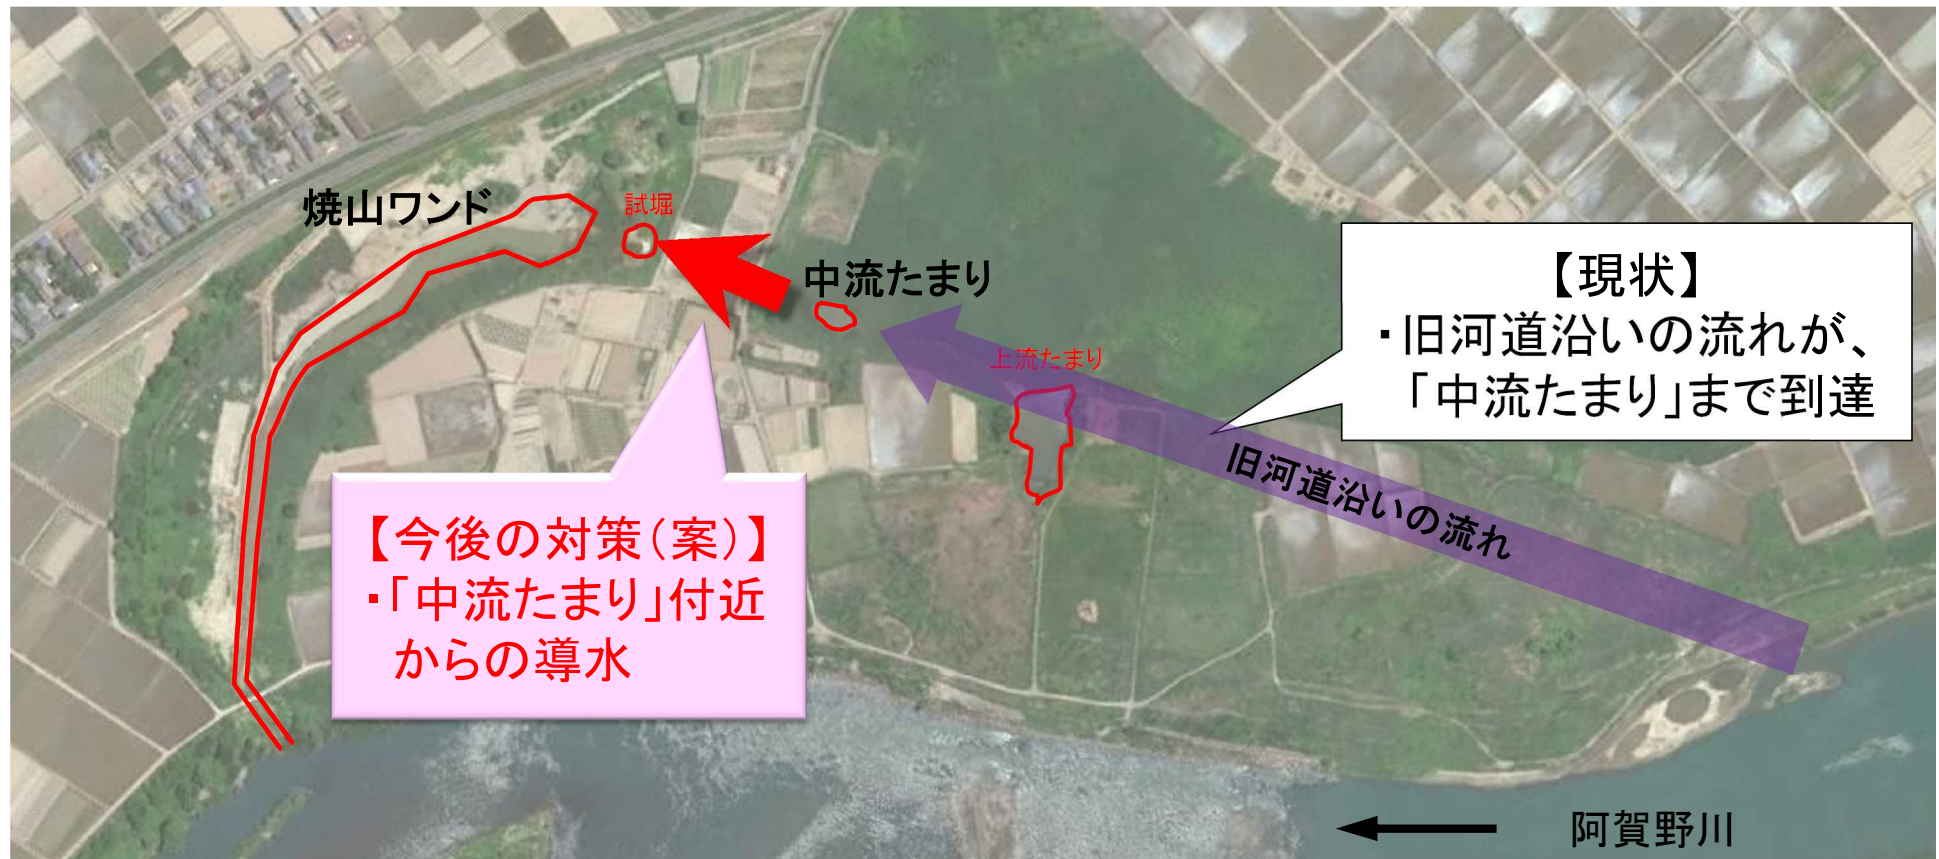 焼山ワンド
試堀
中流たまり
上流たまり
【現状】
・旧河道沿いの流れが、
「中流たまり」まで到達
旧河道沿いの流れ
【今後の対策(案)】
・「中流たまり」付近
からの導水
阿賀野川